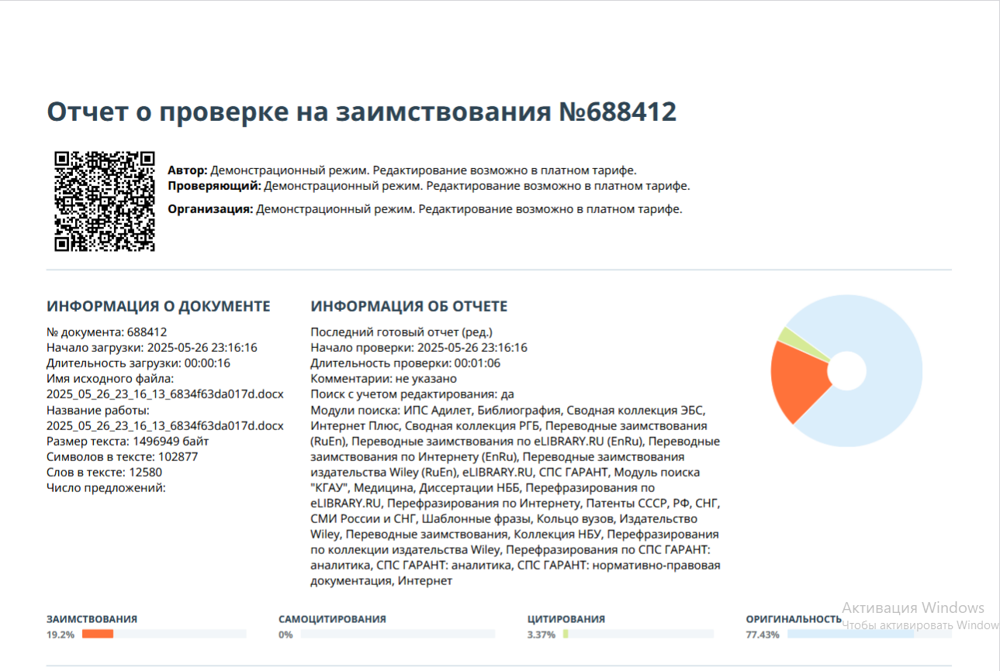 Отчет о проверке на заимствования №688412
Автор: Демонстрационный режим. Редактирование возможно в платном тарифе.
Проверяющий: Демонстрационный режим. Редактирование возможно в платном тарифе.
Организация: Демонстрационный режим. Редактирование возможно в платном тарифе.
ИНФОРМАЦИЯ О ДОКУМЕНТЕ
№ документа: 688412
Начало загрузки: 2025-05-26 23:16:16
Длительность загрузки: 00:00:16
Имя исходного файла:
2025_05_26_23_16_13_6834f63da017d.docx
Название работы:
2025_05_26_23_16_13_6834f63da017d.docx
Размер текста: 1496949 байт
Символов в тексте: 102877
Слов в тексте: 12580
Число предложений:
ИНФОРМАЦИЯ ОБ ОТЧЕТЕ
Последний готовый отчет (ред.)
Начало проверки: 2025-05-26 23:16:16
Длительность проверки: 00:01:06
Комментарии: не указано
Поиск с учетом редактирования: да
Модули поиска: ИПС Адилет, Библиография, Сводная коллекция ЭБС,
Интернет Плюс, Сводная коллекция РГБ, Переводные заимствования
(RuEn), Переводные заимствования по eLIBRARY.RU (EnRu), Переводные
заимствования по Интернету (EnRu), Переводные заимствования
издательства Wiley (RuEn), eLIBRARY.RU, СПС ГАРАНТ, Модуль поиска
"КГАУ", Медицина, Диссертации НББ, Перефразирования по
eLIBRARY.RU, Перефразирования по Интернету, Патенты СССР, РФ, СНГ,
СМИ России и СНГ, Шаблонные фразы, Кольцо вузов, Издательство
Wiley, Переводные заимствования, Коллекция НБУ, Перефразирования
по коллекции издательства Wiley, Перефразирования по СПС ГАРАНТ:
аналитика, СПС ГАРАНТ: аналитика, СПС ГАРАНТ: нормативно-правовая
документация, Интернет
ЗАИМСТВОВАНИЯ
19.2%
САМОЦИТИРОВАНИЯ
0%
ЦИТИРОВАНИЯ
3.37%
ОРИГИНАЛЬНОСТЬ
77.43%
Активация Windows
Чтобы активировать Window